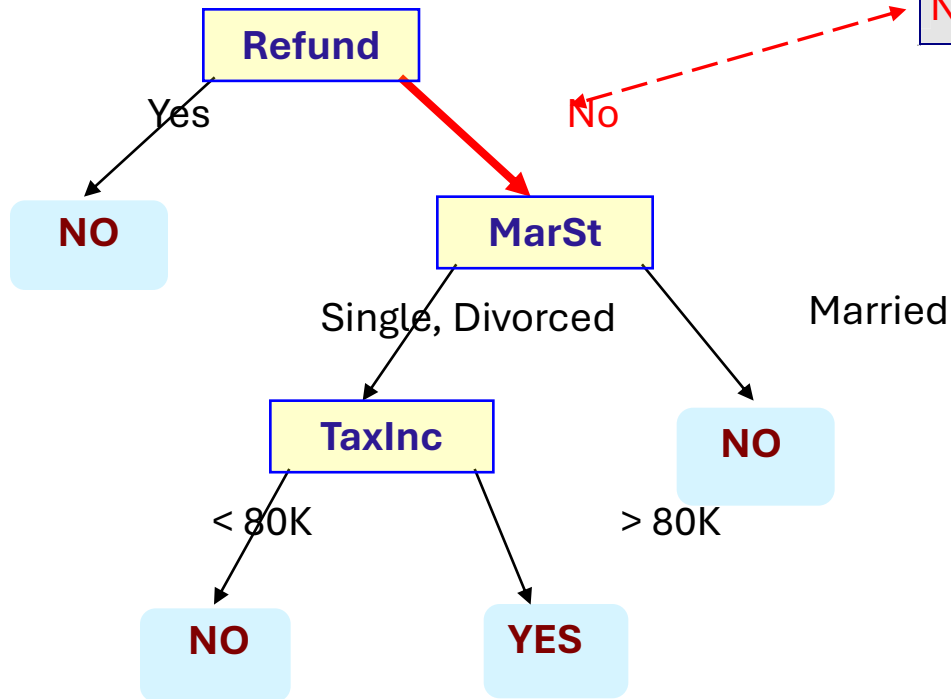 Refund
Yes
No
NO
MarSt
Single, Divorced
Married
TaxInc
NO
< 80K
> 80K
NO
YES